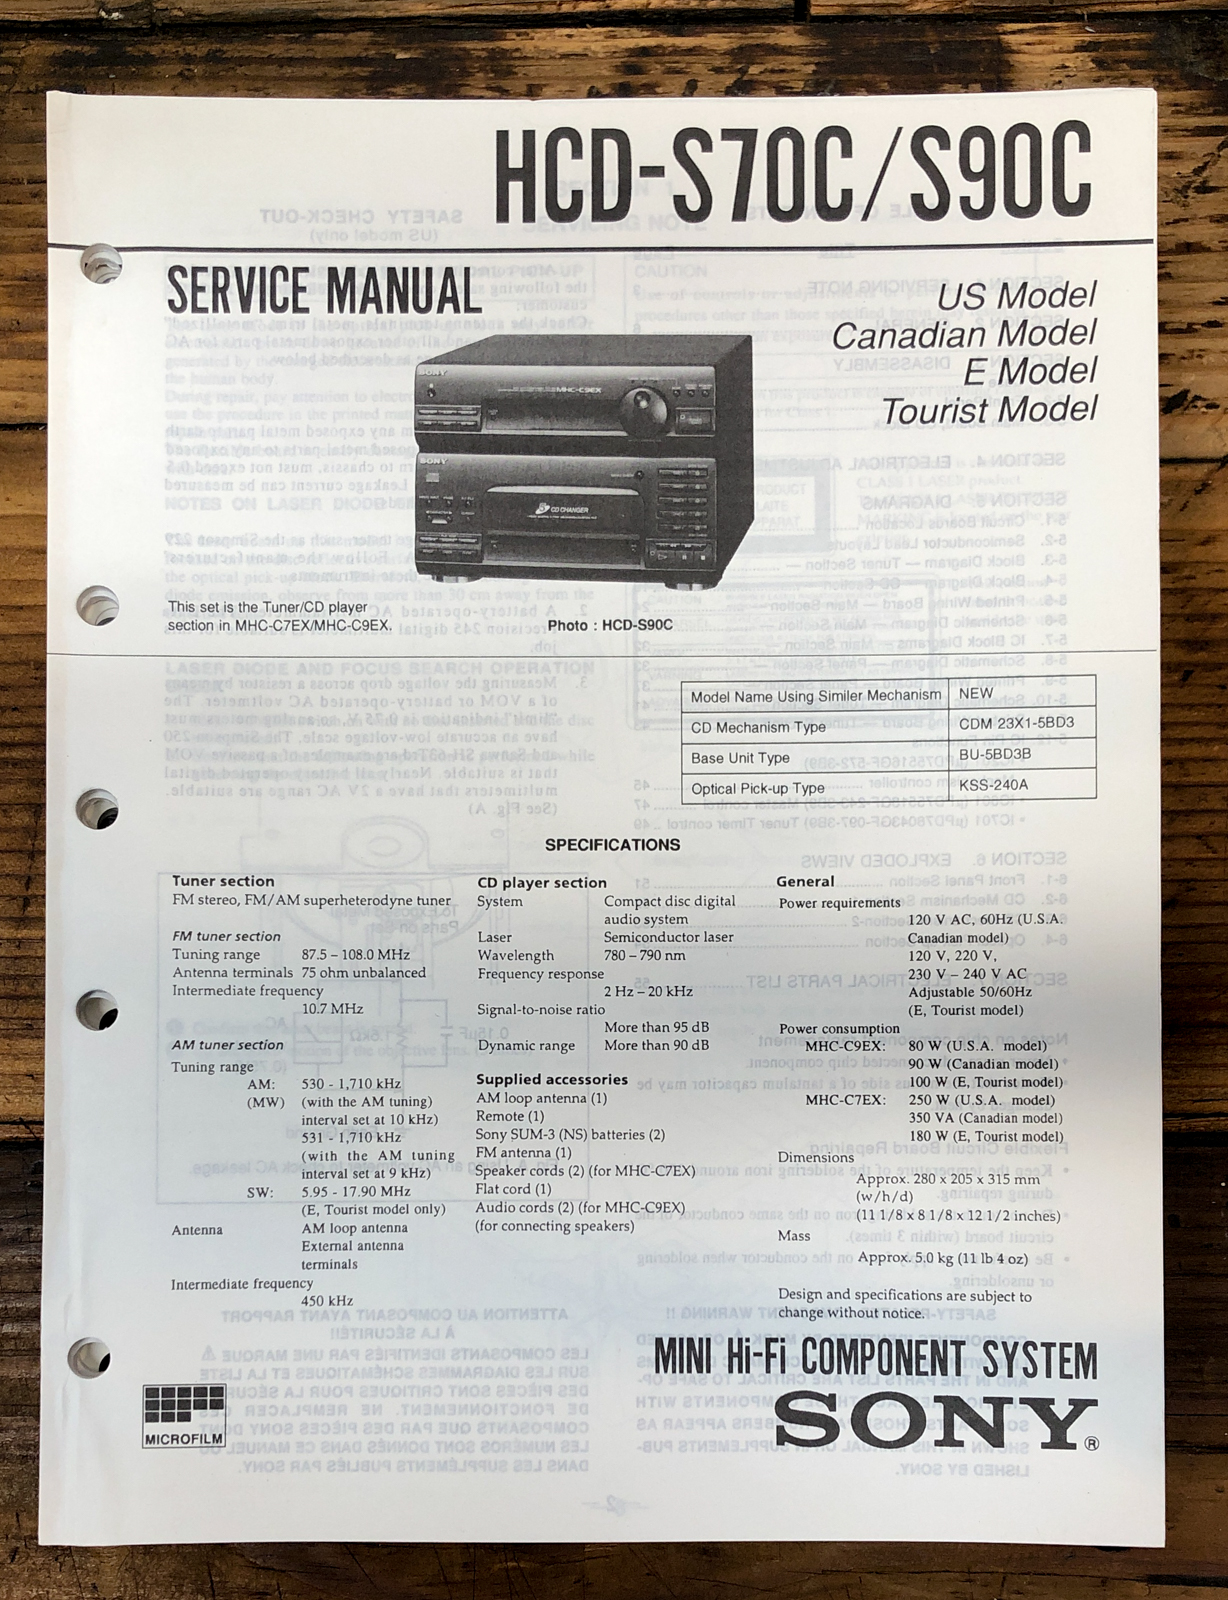 HCD-S70C/S90C
SERVICE MANUAL
US Model
Canadian Model
E Model
Tourist Model
SONY
MHC-C9EX
SONY
CD CHANGER
This set is the Tuner/CD player
section in MHC-C7EX/MHC-C9EX.
Photo : HCD-S90C
Model Name Using Similer Mechanism NEW
CD Mechanism Type CDM 23X1-5BD3
Base Unit Type BU-5BD3B
Optical Pick-up Type KSS-240A
SPECIFICATIONS
Tuner section
FM stereo, FM/AM superheterodyne tuner
FM tuner section
Tuning range 87.5 – 108.0 MHz
Antenna terminals 75 ohm unbalanced
Intermediate frequency
10.7 MHz
AM tuner section
Tuning range
AM: 530 - 1,710 kHz
(MW) (with the AM tuning)
interval set at 10 kHz)
531 - 1,710 kHz
(with the AM tuning
interval set at 9 kHz)
SW: 5.95 - 17.90 MHz
(E, Tourist model only)
Antenna AM loop antenna
External antenna
terminals
Intermediate frequency
450 kHz
CD player section
System Compact disc digital
audio system
Laser Semiconductor laser
Wavelength 780 – 790 nm
Frequency response
2 Hz – 20 kHz
Signal-to-noise ratio
More than 95 dB
Dynamic range More than 90 dB
Supplied accessories
AM loop antenna (1)
Remote (1)
Sony SUM-3 (NS) batteries (2)
FM antenna (1)
Speaker cords (2) (for MHC-C7EX)
Flat cord (1)
Audio cords (2) (for MHC-C9EX)
(for connecting speakers)
General
Power requirements
120 V AC, 60Hz (U.S.A.
Canadian model)
120 V, 220 V,
230 V – 240 V AC
Adjustable 50/60Hz
(E, Tourist model)
Power consumption
MHC-C9EX: 80 W (U.S.A. model)
90 W (Canadian model)
100 W (E, Tourist model)
MHC-C7EX: 250 W (U.S.A. model)
350 VA (Canadian model)
180 W (E, Tourist model)
Dimensions
Approx. 280 x 205 x 315 mm
(w/h/d)
(11 1/8 x 8 1/8 x 12 1/2 inches)
Mass
Approx. 5.0 kg (11 lb 4 oz)
Design and specifications are subject to
change without notice.
MINI Hi-Fi COMPONENT SYSTEM
SONY®
MICROFILM